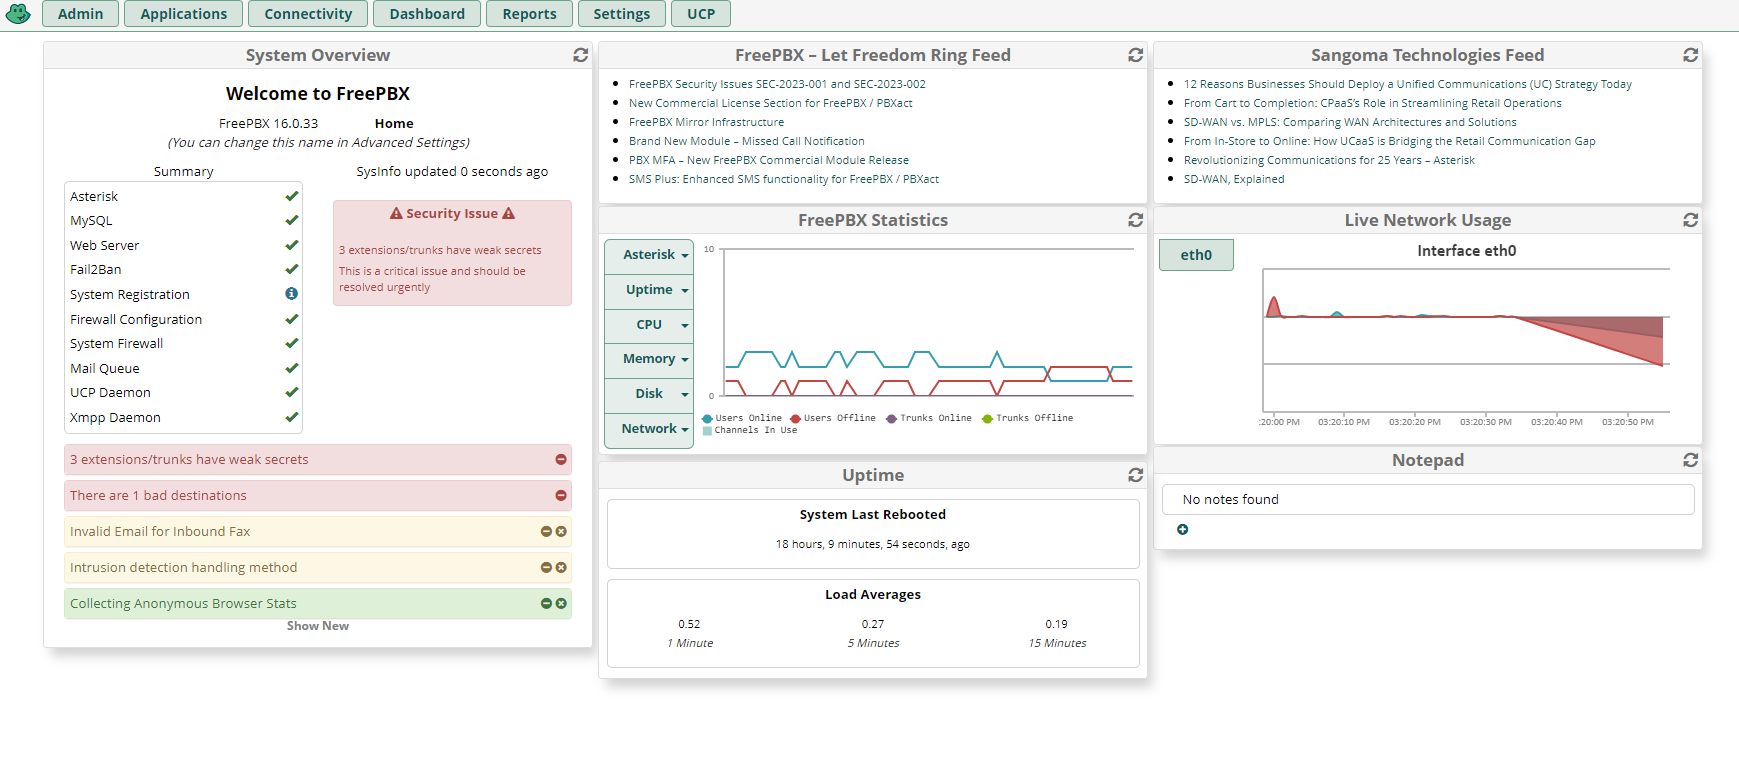 Admin
Applications
Connectivity
Dashboard
Reports
Settings
UCP
System Overview
Welcome to FreePBX
FreePBX 16.0.33 Home
(You can change this name in Advanced Settings)
Summary
Asterisk
MySQL
Web Server
Fail2Ban
System Registration
Firewall Configuration
System Firewall
Mail Queue
UCP Daemon
Xmpp Daemon
SysInfo updated 0 seconds ago
Security Issue
3 extensions/trunks have weak secrets
This is a critical issue and should be
resolved urgently
3 extensions/trunks have weak secrets
There are 1 bad destinations
Invalid Email for Inbound Fax
Intrusion detection handling method
Collecting Anonymous Browser Stats
Show New
FreePBX – Let Freedom Ring Feed
FreePBX Security Issues SEC-2023-001 and SEC-2023-002
New Commercial License Section for FreePBX / PBXact
FreePBX Mirror Infrastructure
Brand New Module – Missed Call Notification
PBX MFA – New FreePBX Commercial Module Release
SMS Plus: Enhanced SMS functionality for FreePBX / PBXact
FreePBX Statistics
Asterisk
Uptime
CPU
Memory
Disk
Network
10
0
Users Online Users Offline Trunks Online Trunks Offline
Channels In Use
Uptime
System Last Rebooted
18 hours, 9 minutes, 54 seconds, ago
Load Averages
0.52 0.27 0.19
1 Minute 5 Minutes 15 Minutes
Sangoma Technologies Feed
12 Reasons Businesses Should Deploy a Unified Communications (UC) Strategy Today
From Cart to Completion: CPaaS’s Role in Streamlining Retail Operations
SD-WAN vs. MPLS: Comparing WAN Architectures and Solutions
From In-Store to Online: How UCaaS is Bridging the Retail Communication Gap
Revolutionizing Communications for 25 Years – Asterisk
SD-WAN, Explained
Live Network Usage
eth0
Interface eth0
:20:00 PM 03:20:10 PM 03:20:20 PM 03:20:30 PM 03:20:40 PM 03:20:50 PM
Notepad
No notes found